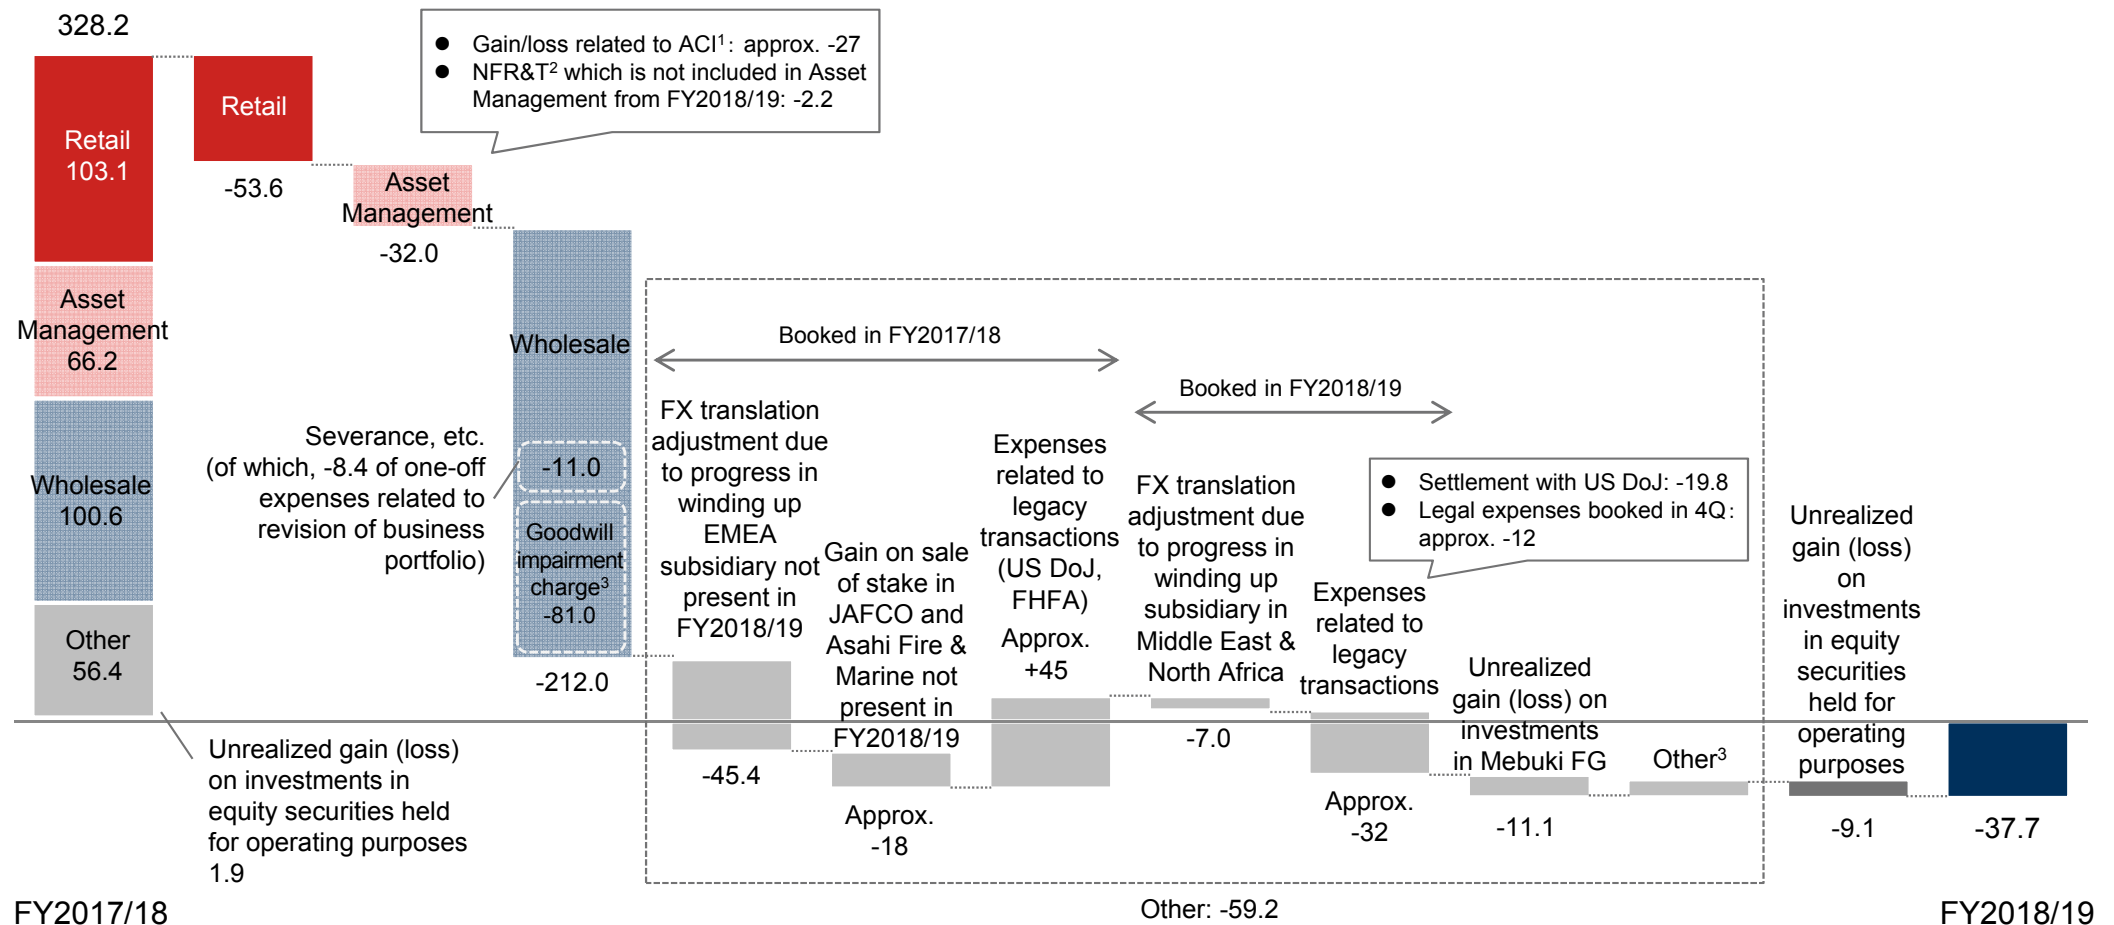 328.2
Retail
103.1
Asset
Management
66.2
Wholesale
100.6
Other
56.4
Unrealized gain (loss)
on investments in
equity securities held
for operating purposes
1.9
FY2017/18
Retail
-53.6
Asset
Management
-32.0
● Gain/loss related to ACI¹: approx. -27
● NFR&T² which is not included in Asset
Management from FY2018/19: -2.2
Wholesale
-11.0
Goodwill
impairment
charge³
-81.0
-212.0
Severance, etc.
(of which, -8.4 of one-off
expenses related to
revision of business
portfolio)
Booked in FY2017/18
FX translation
adjustment due
to progress in
winding up
EMEA
subsidiary not
present in
FY2018/19
-45.4
Gain on sale
of stake in
JAFCO and
Asahi Fire &
Marine not
present in
FY2018/19
Approx.
-18
Expenses
related to
legacy
transactions
(US DoJ,
FHFA)
Approx.
+45
Booked in FY2018/19
FX translation
adjustment due
to progress in
winding up
subsidiary in
Middle East &
North Africa
-7.0
● Settlement with US DoJ: -19.8
● Legal expenses booked in 4Q:
approx. -12
Expenses
related to
legacy
transactions
Approx.
-32
Unrealized
gain (loss) on
investments
in Mebuki FG
-11.1
Other³
Other: -59.2
Unrealized
gain (loss)
on
investments
in equity
securities
held for
operating
purposes
-9.1
-37.7
FY2018/19